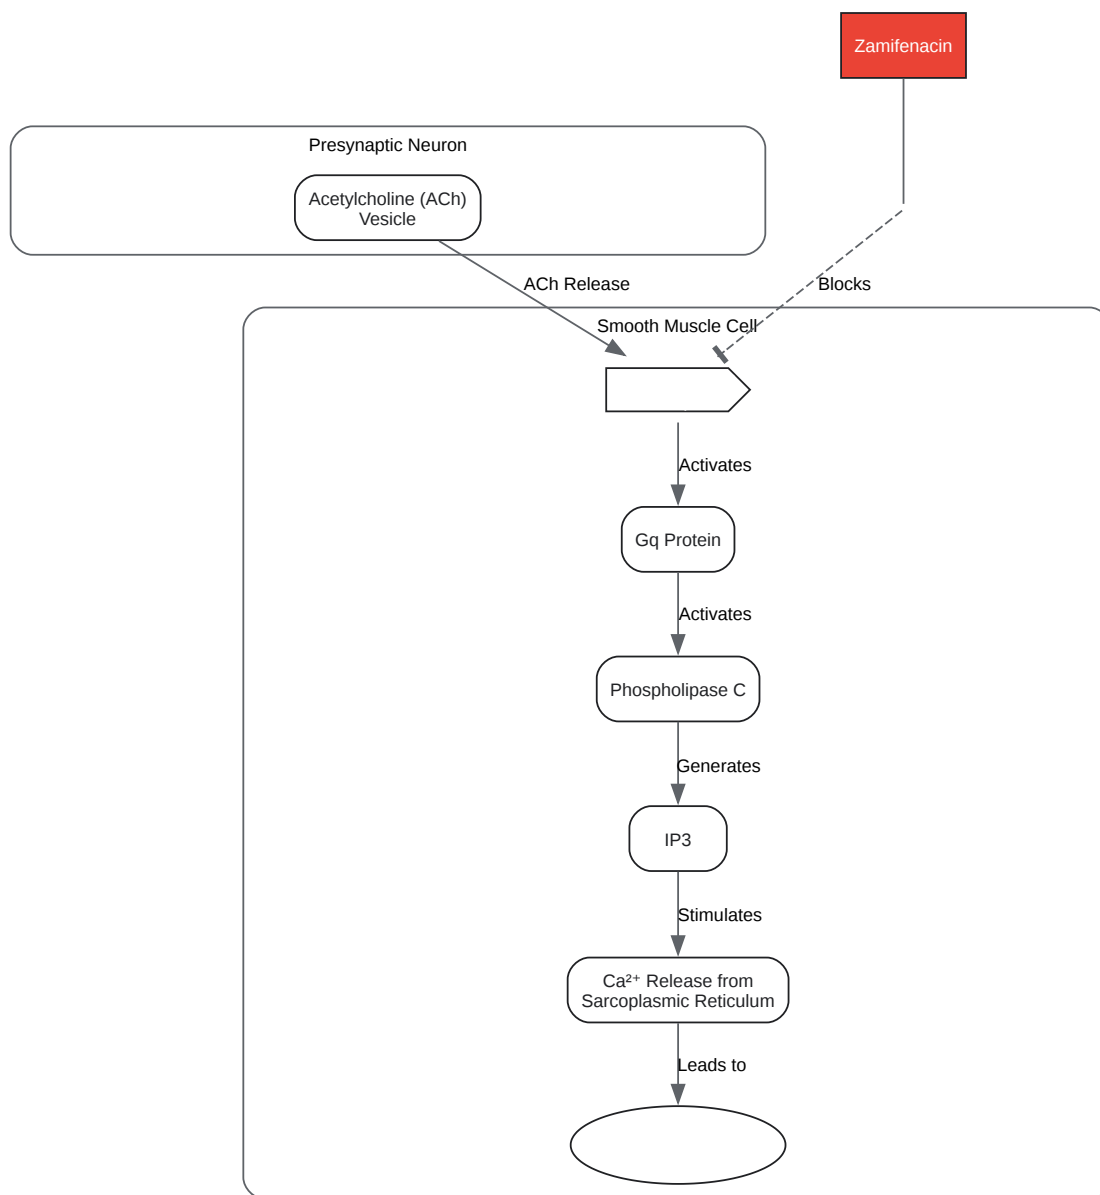 Zamifenacin
Presynaptic Neuron
Acetylcholine (ACh)
Vesicle
ACh Release
Blocks
Smooth Muscle Cell
Activates
Gq Protein
Activates
Phospholipase C
Generates
IP3
Stimulates
Ca²⁺ Release from
Sarcoplasmic Reticulum
Leads to